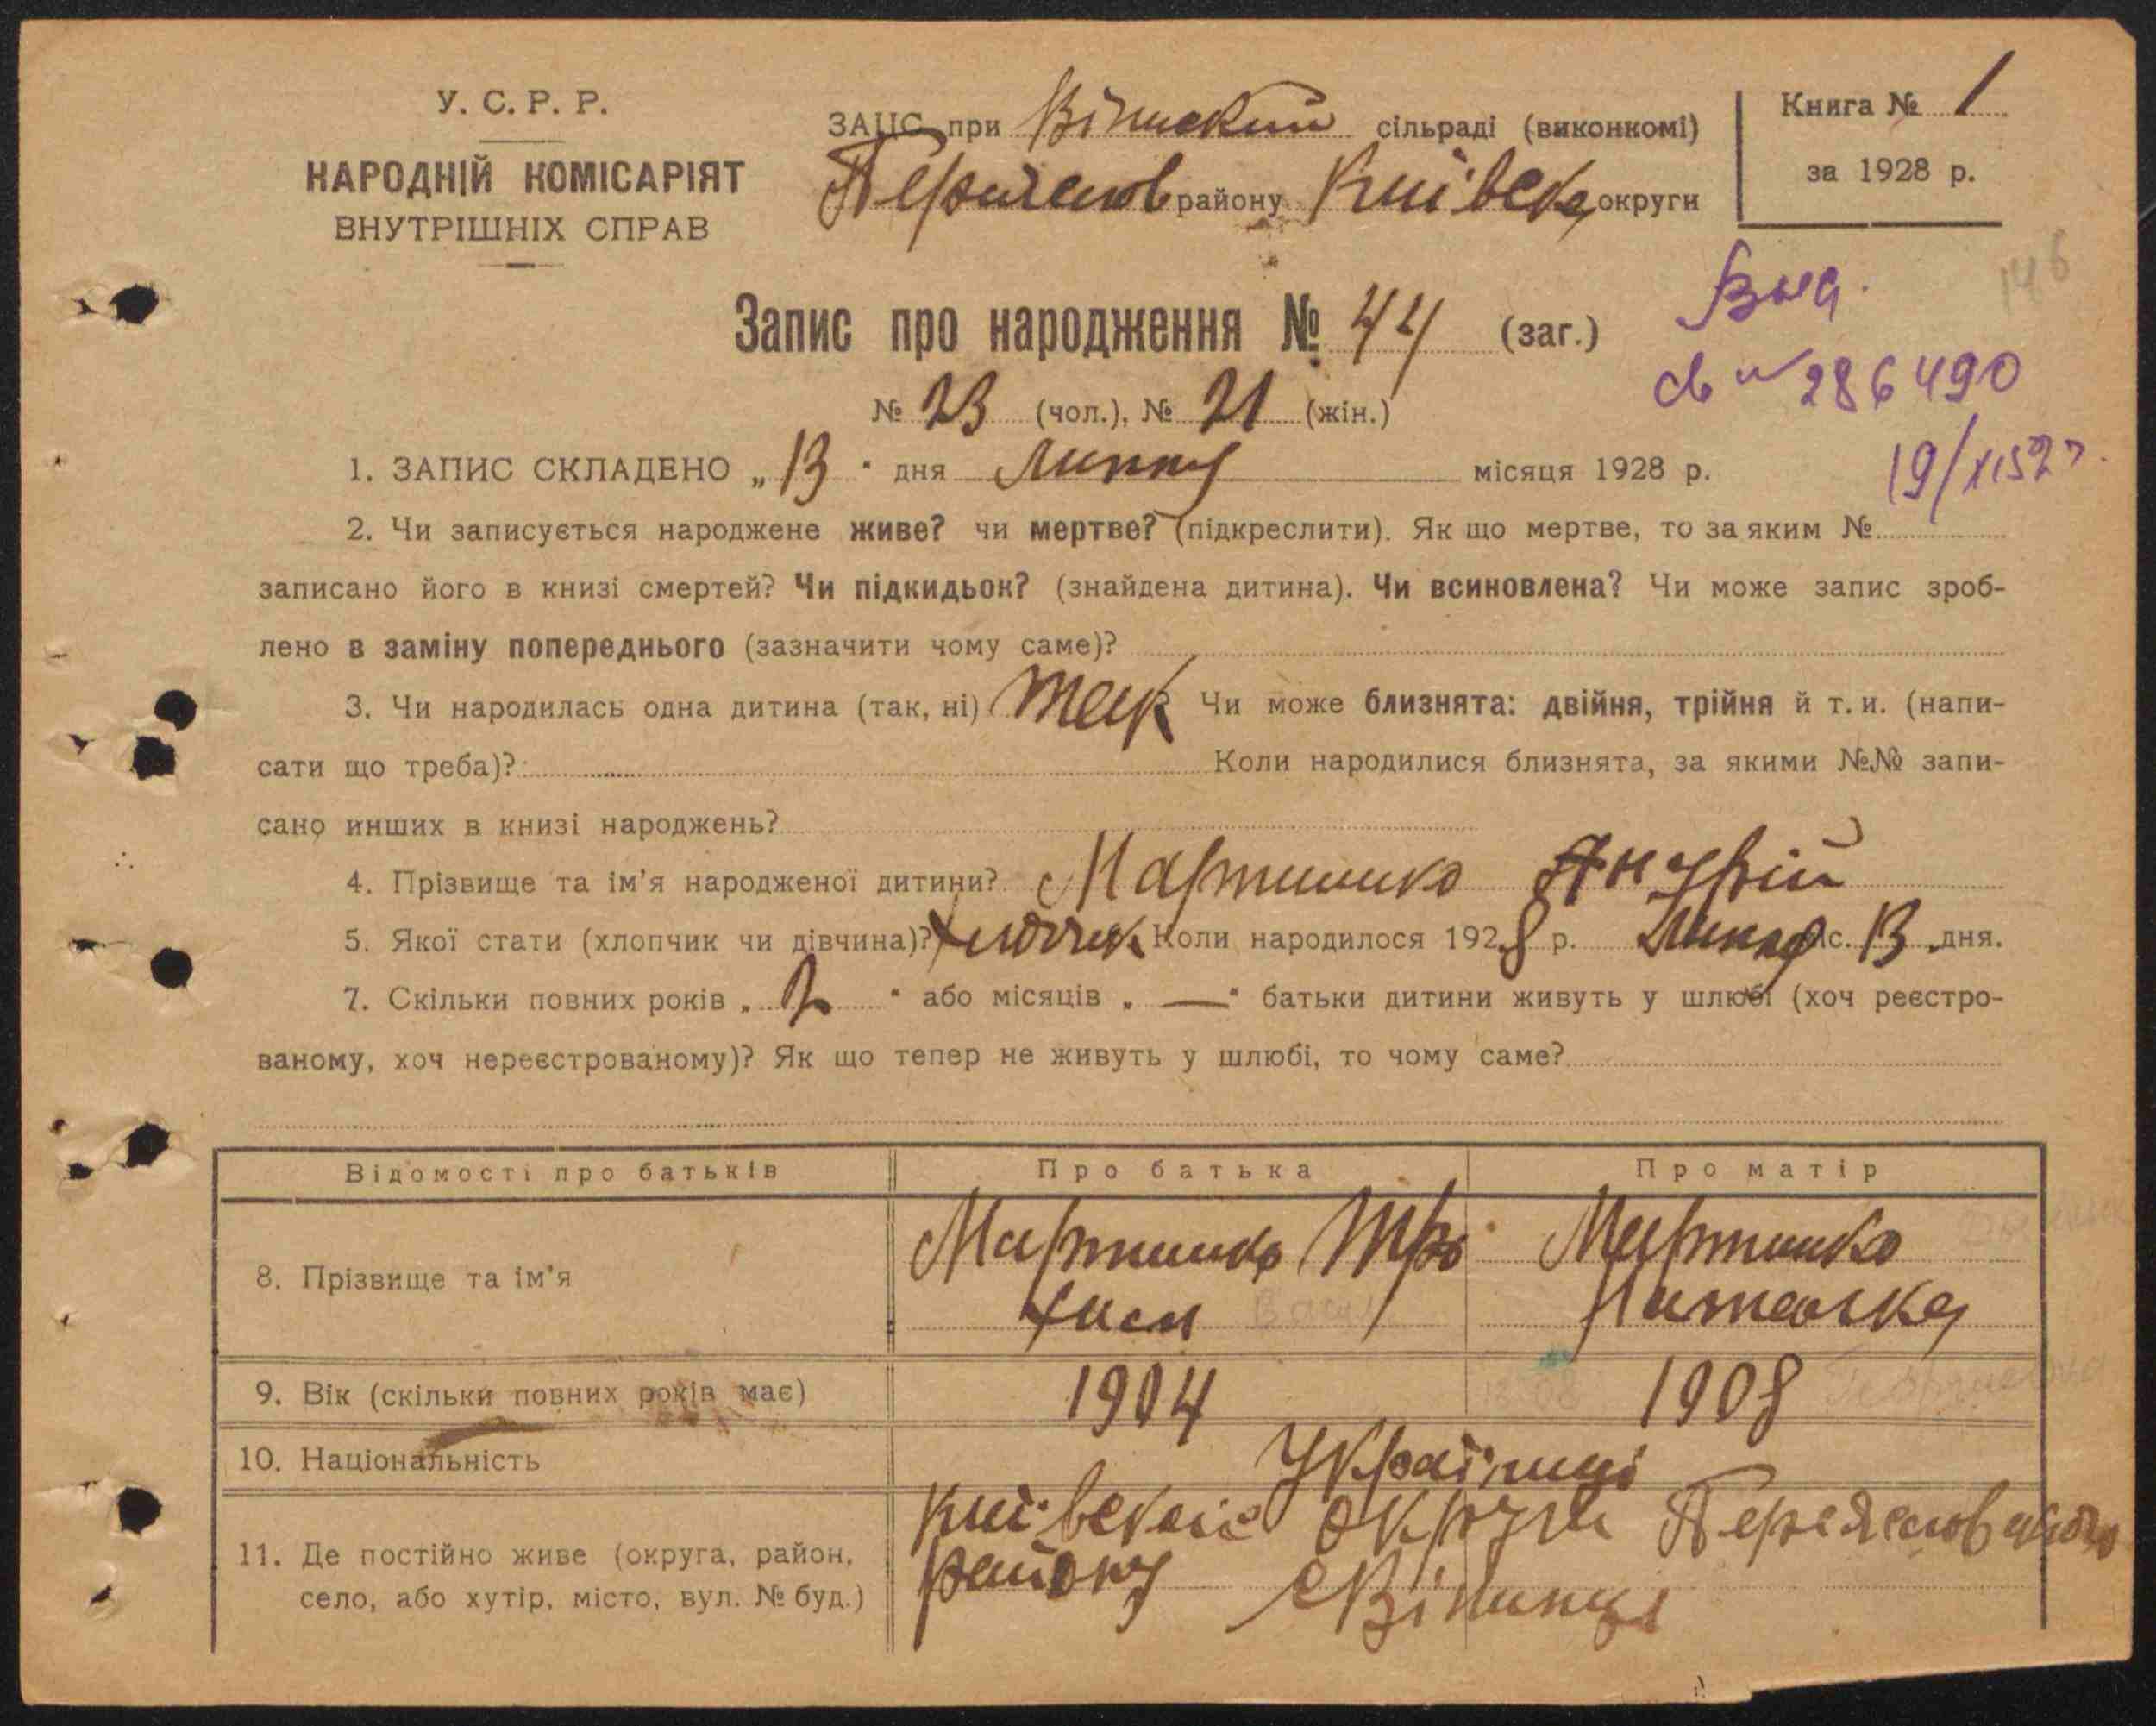 У. С. Р. Р.
НАРОДНІЙ КОМІСАРІЯТ
ВНУТРІШНІХ СПРАВ
ЗАЦС при сільраді (виконкомі)
Переяслов району Київська округи
Книга № 1
за 1928 р.
146
Запис про народження № 44 (заг.)
Выд.
св № 286490
№ 23 (чол.), № 21 (жін.)
1. ЗАПИС СКЛАДЕНО „ 13 " дня Липня місяця 1928 р.
2. Чи записується народжене живе? чи мертве? (підкреслити). Як що мертве, то за яким №
записано його в книзі смертей? Чи підкидьок? (знайдена дитина). Чи всиновлена? Чи може запис зроб-
лено в заміну попереднього (зазначити чому саме)?
3. Чи народилась одна дитина (так, ні) так Чи може близнята: двійня, трійня й т. и. (напи-
сати що треба)? Коли народилися близнята, за якими №№ запи-
сано инших в книзі народжень?
4. Прізвище та ім'я народженої дитини? Мартишко Андрій
5. Якої стати (хлопчик чи дівчина)? хлопчик Коли народилося 1928 р. Липня міс. 13 дня.
7. Скільки повних років „ 2 " або місяців „ — " батьки дитини живуть у шлюбі (хоч реєстро-
ваному, хоч нереєстрованому)? Як що тепер не живуть у шлюбі, то чому саме?
Відомості про батьків Про батька Про матір
8. Прізвище та ім'я Мартишко Тро Мартишко
хим Наталка
9. Вік (скільки повних років має) 1904 1908
10. Національність Українці
11. Де постійно живе (округа, район, село, або хутір, місто, вул. № буд.) Київської округи Переясловського
району